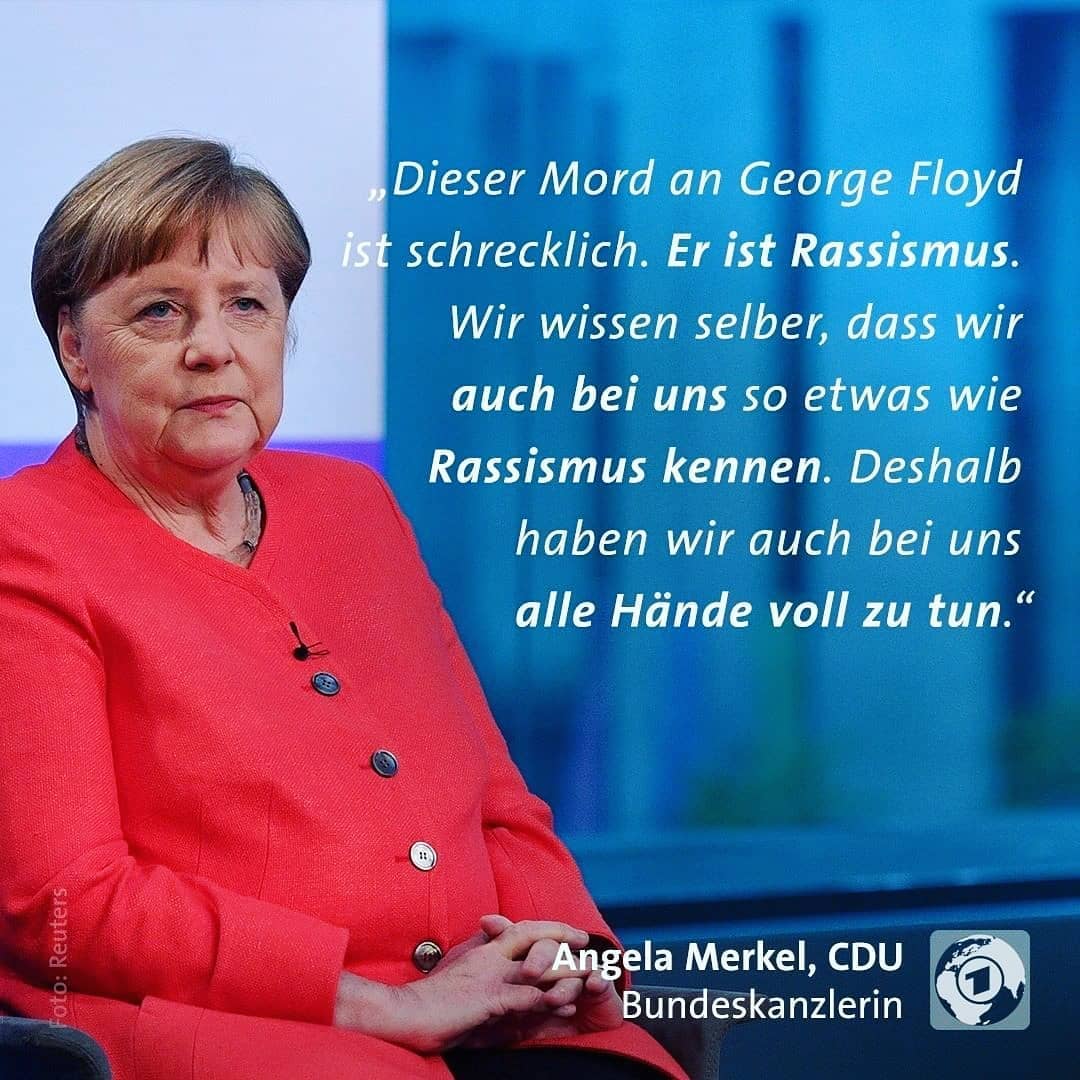 „Dieser Mord an George Floyd
ist schrecklich. Er ist Rassismus.
Wir wissen selber, dass wir
auch bei uns so etwas wie
Rassismus kennen. Deshalb
haben wir auch bei uns
alle Hände voll zu tun.“
Foto: Reuters
Angela Merkel, CDU
Bundeskanzlerin
1